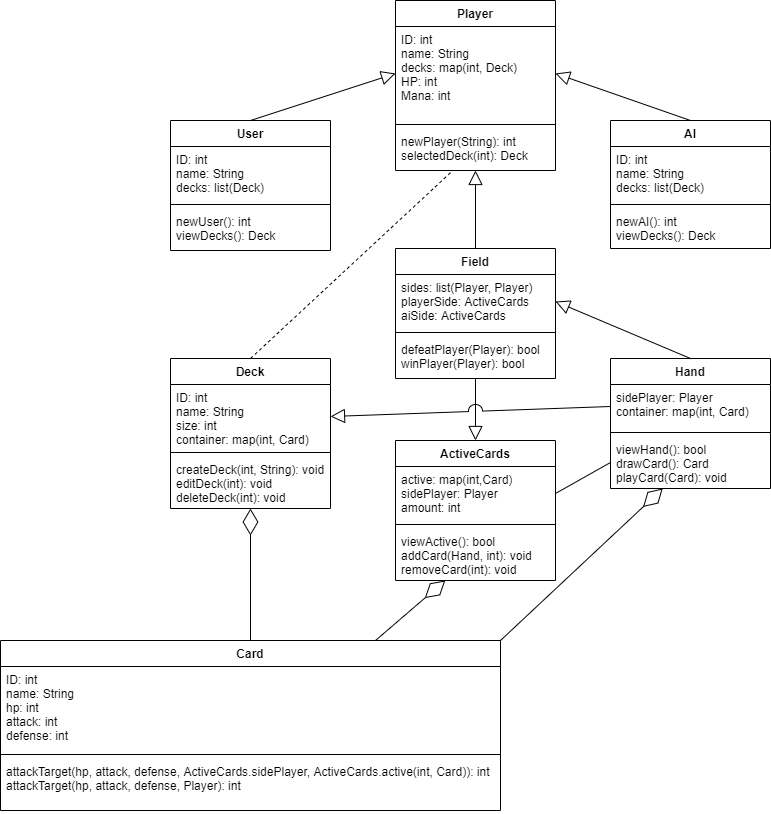 Player
ID: int
name: String
decks: map(int, Deck)
HP: int
Mana: int
newPlayer(String): int
selectedDeck(int): Deck
User
ID: int
name: String
decks: list(Deck)
newUser(): int
viewDecks(): Deck
AI
ID: int
name: String
decks: list(Deck)
newAI(): int
viewDecks(): Deck
Field
sides: list(Player, Player)
playerSide: ActiveCards
aiSide: ActiveCards
defeatPlayer(Player): bool
winPlayer(Player): bool
Deck
ID: int
name: String
size: int
container: map(int, Card)
createDeck(int, String): void
editDeck(int): void
deleteDeck(int): void
Hand
sidePlayer: Player
container: map(int, Card)
viewHand(): bool
drawCard(): Card
playCard(Card): void
ActiveCards
active: map(int,Card)
sidePlayer: Player
amount: int
viewActive(): bool
addCard(Hand, int): void
removeCard(int): void
Card
ID: int
name: String
hp: int
attack: int
defense: int
attackTarget(hp, attack, defense, ActiveCards.sidePlayer, ActiveCards.active(int, Card)): int
attackTarget(hp, attack, defense, Player): int